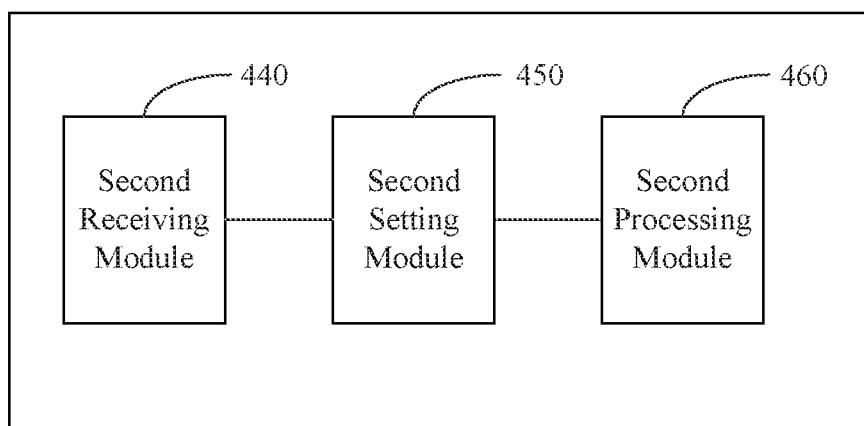 440
450
460
Second
Receiving
Module
Second
Setting
Module
Second
Processing
Module